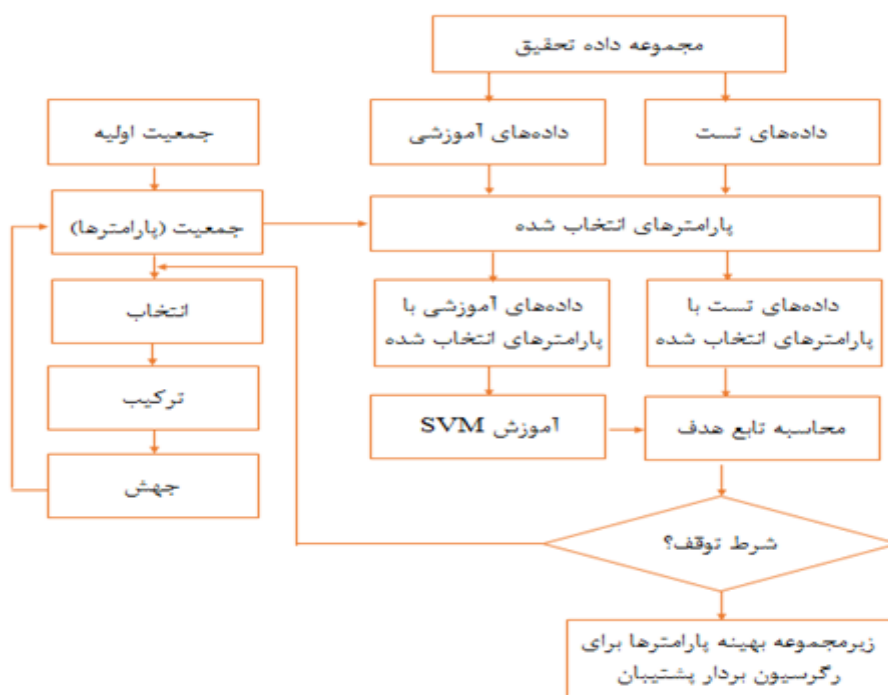 مجموعه داده تحقیق
داده‌های آموزشی
داده‌های تست
جمعیت اولیه
جمعیت (پارامترها)
پارامترهای انتخاب شده
انتخاب
داده‌های آموزشی با
پارامترهای انتخاب شده
داده‌های تست با
پارامترهای انتخاب شده
ترکیب
آموزش SVM
محاسبه تابع هدف
جهش
شرط توقف؟
زیرمجموعه بهینه پارامترها برای
رگرسیون بردار پشتیبان